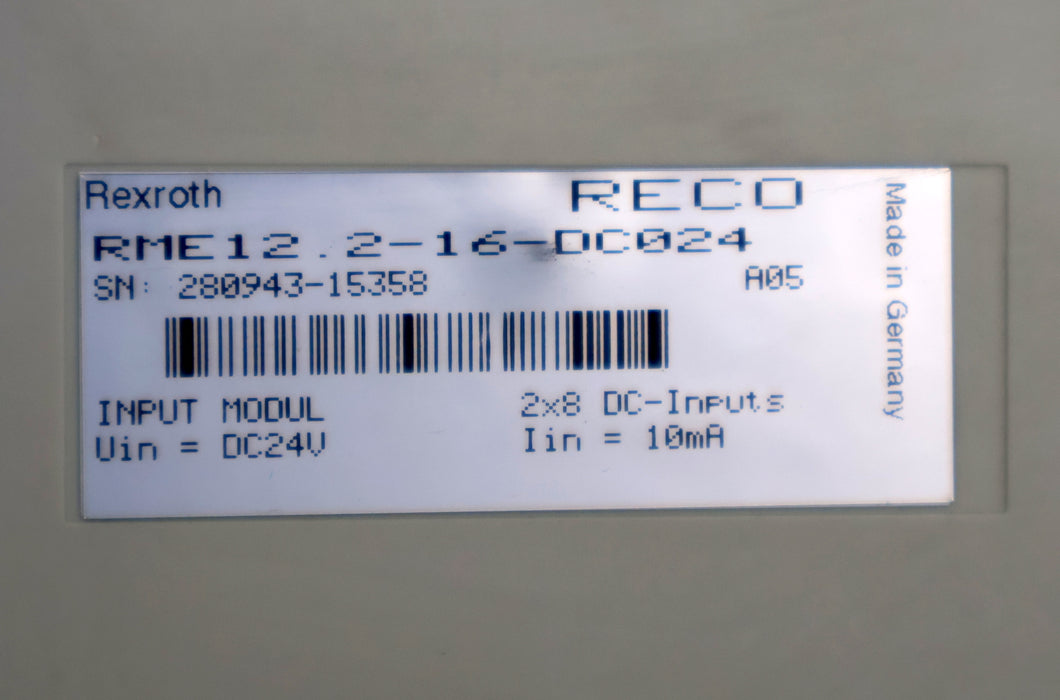 Rexroth RECO
RME12.2-16-DC024
SN: 280943-15358 A05
INPUT MODUL 2x8 DC-Inputs
Uin = DC24V Iin = 10mA
Made in Germany